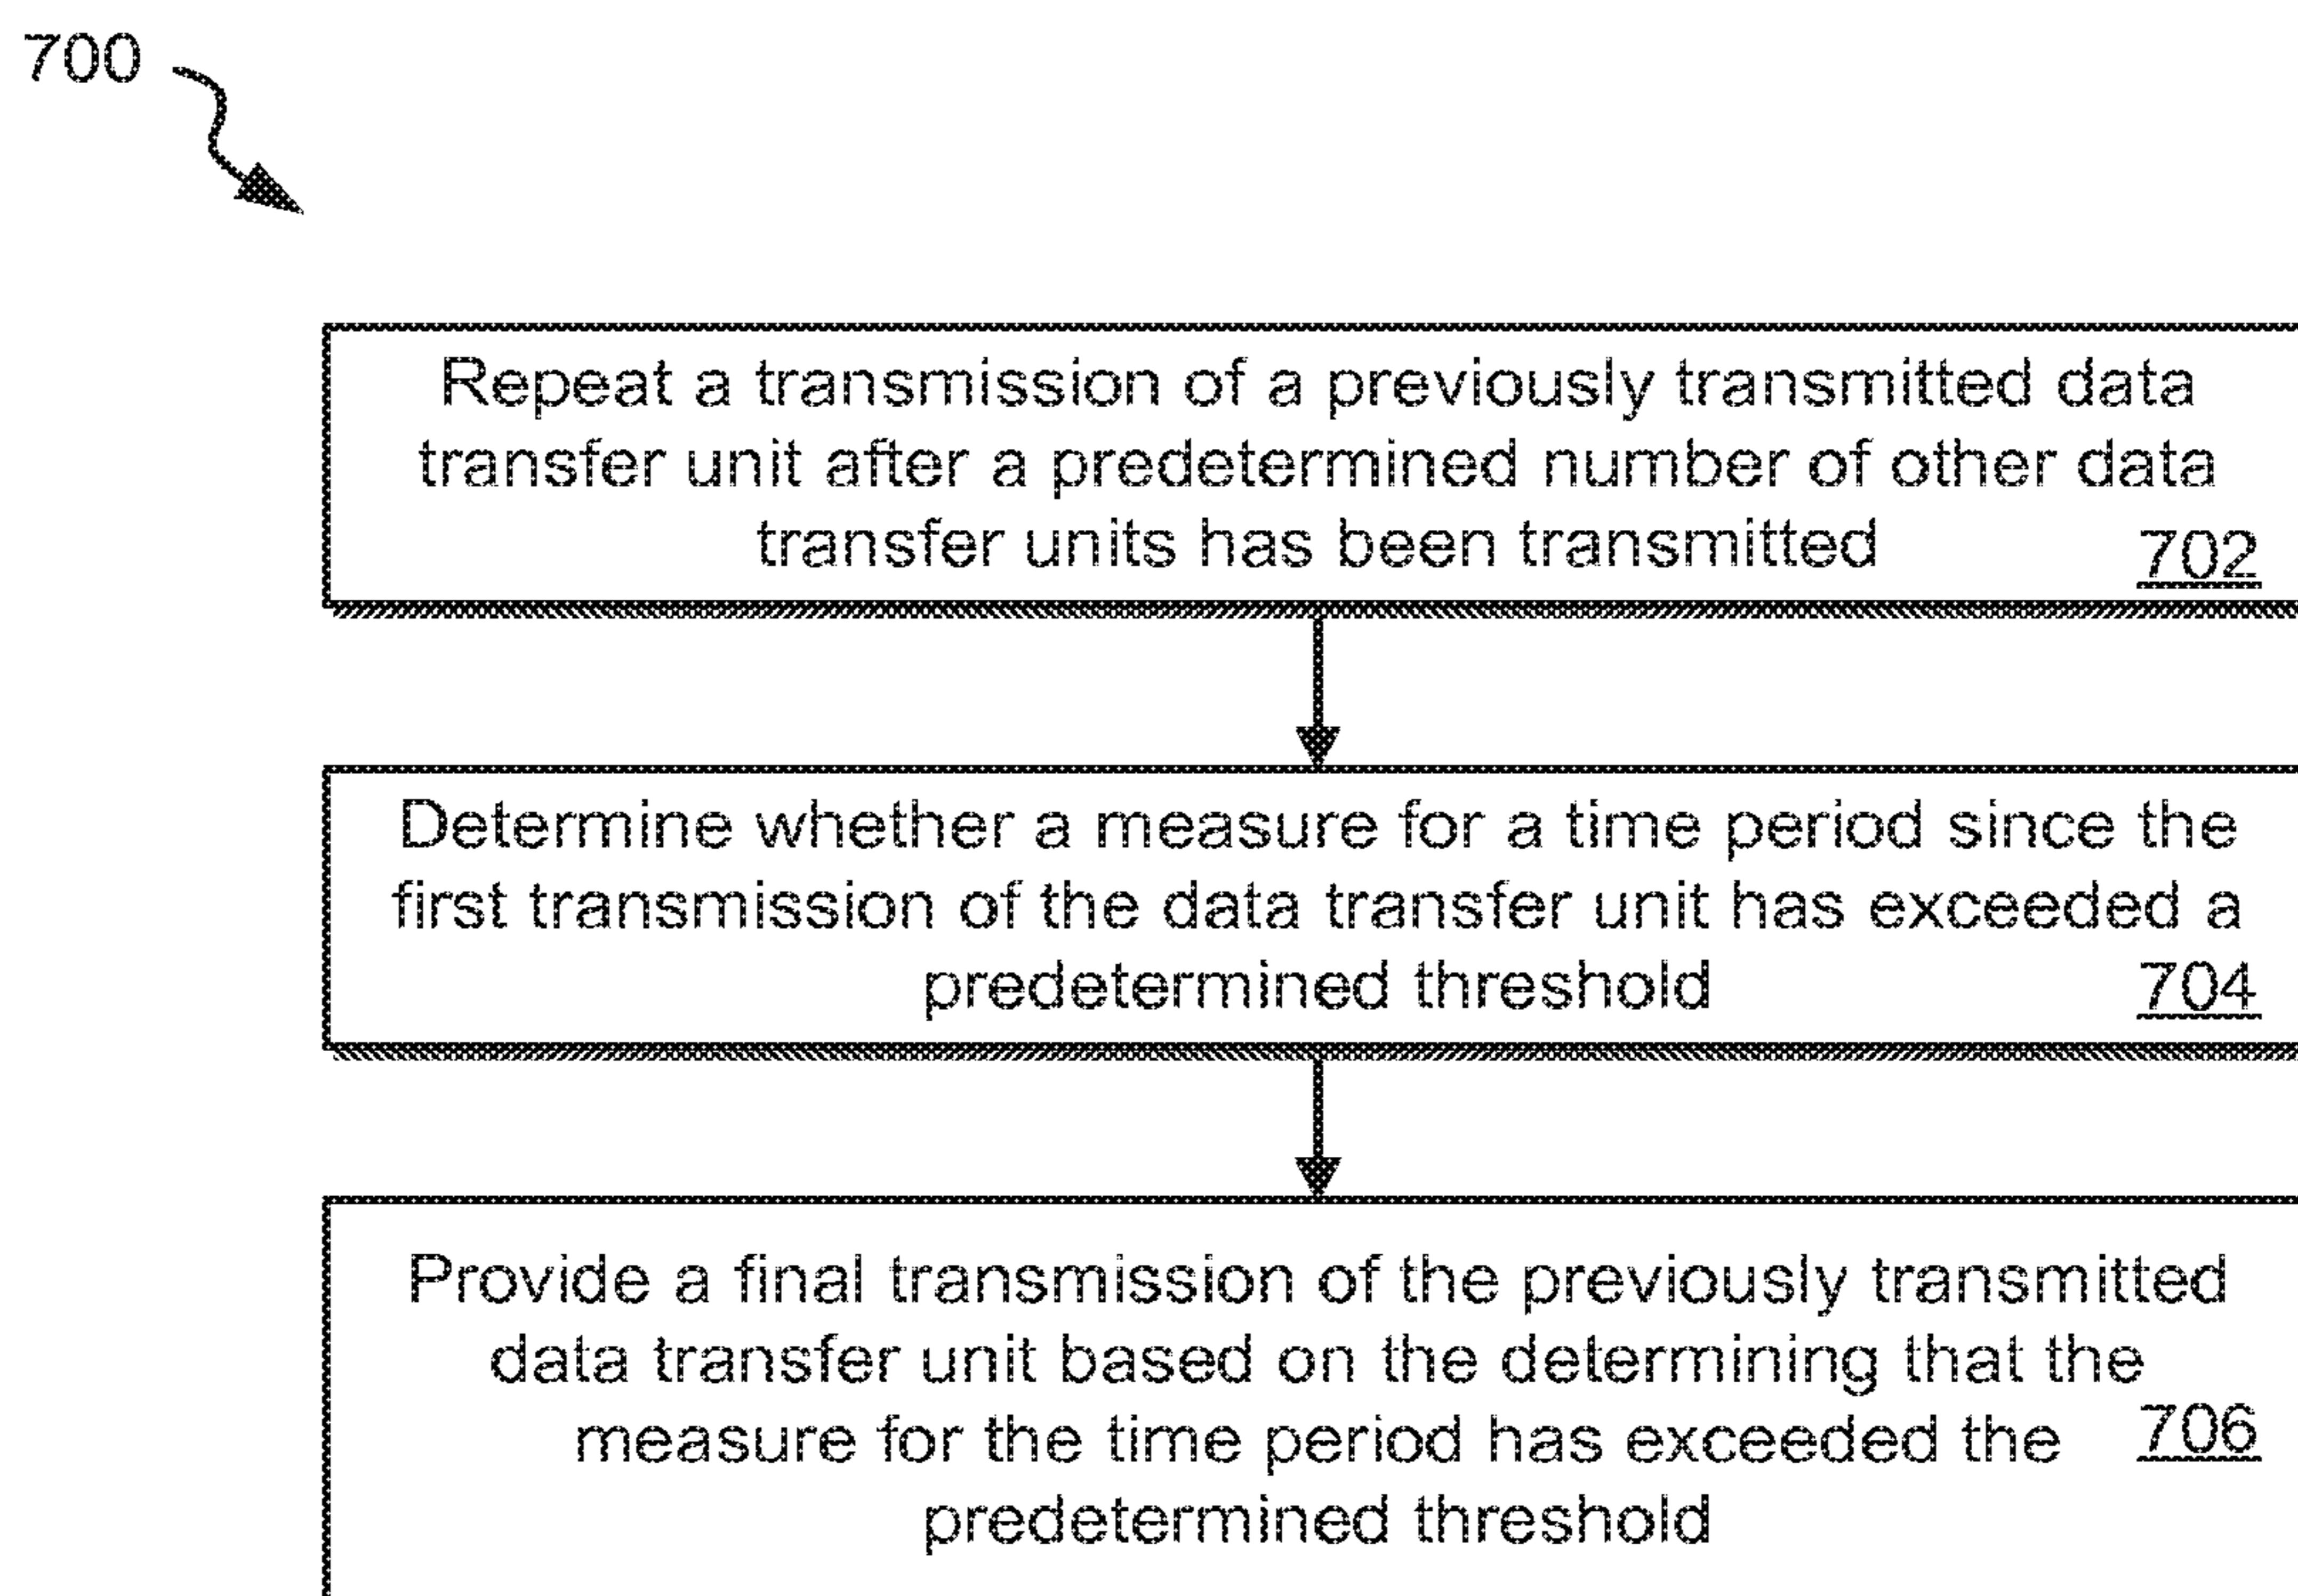 700
Repeat a transmission of a previously transmitted data
transfer unit after a predetermined number of other data
transfer units has been transmitted 702
Determine whether a measure for a time period since the
first transmission of the data transfer unit has exceeded a
predetermined threshold 704
Provide a final transmission of the previously transmitted
data transfer unit based on the determining that the
measure for the time period has exceeded the 706
predetermined threshold